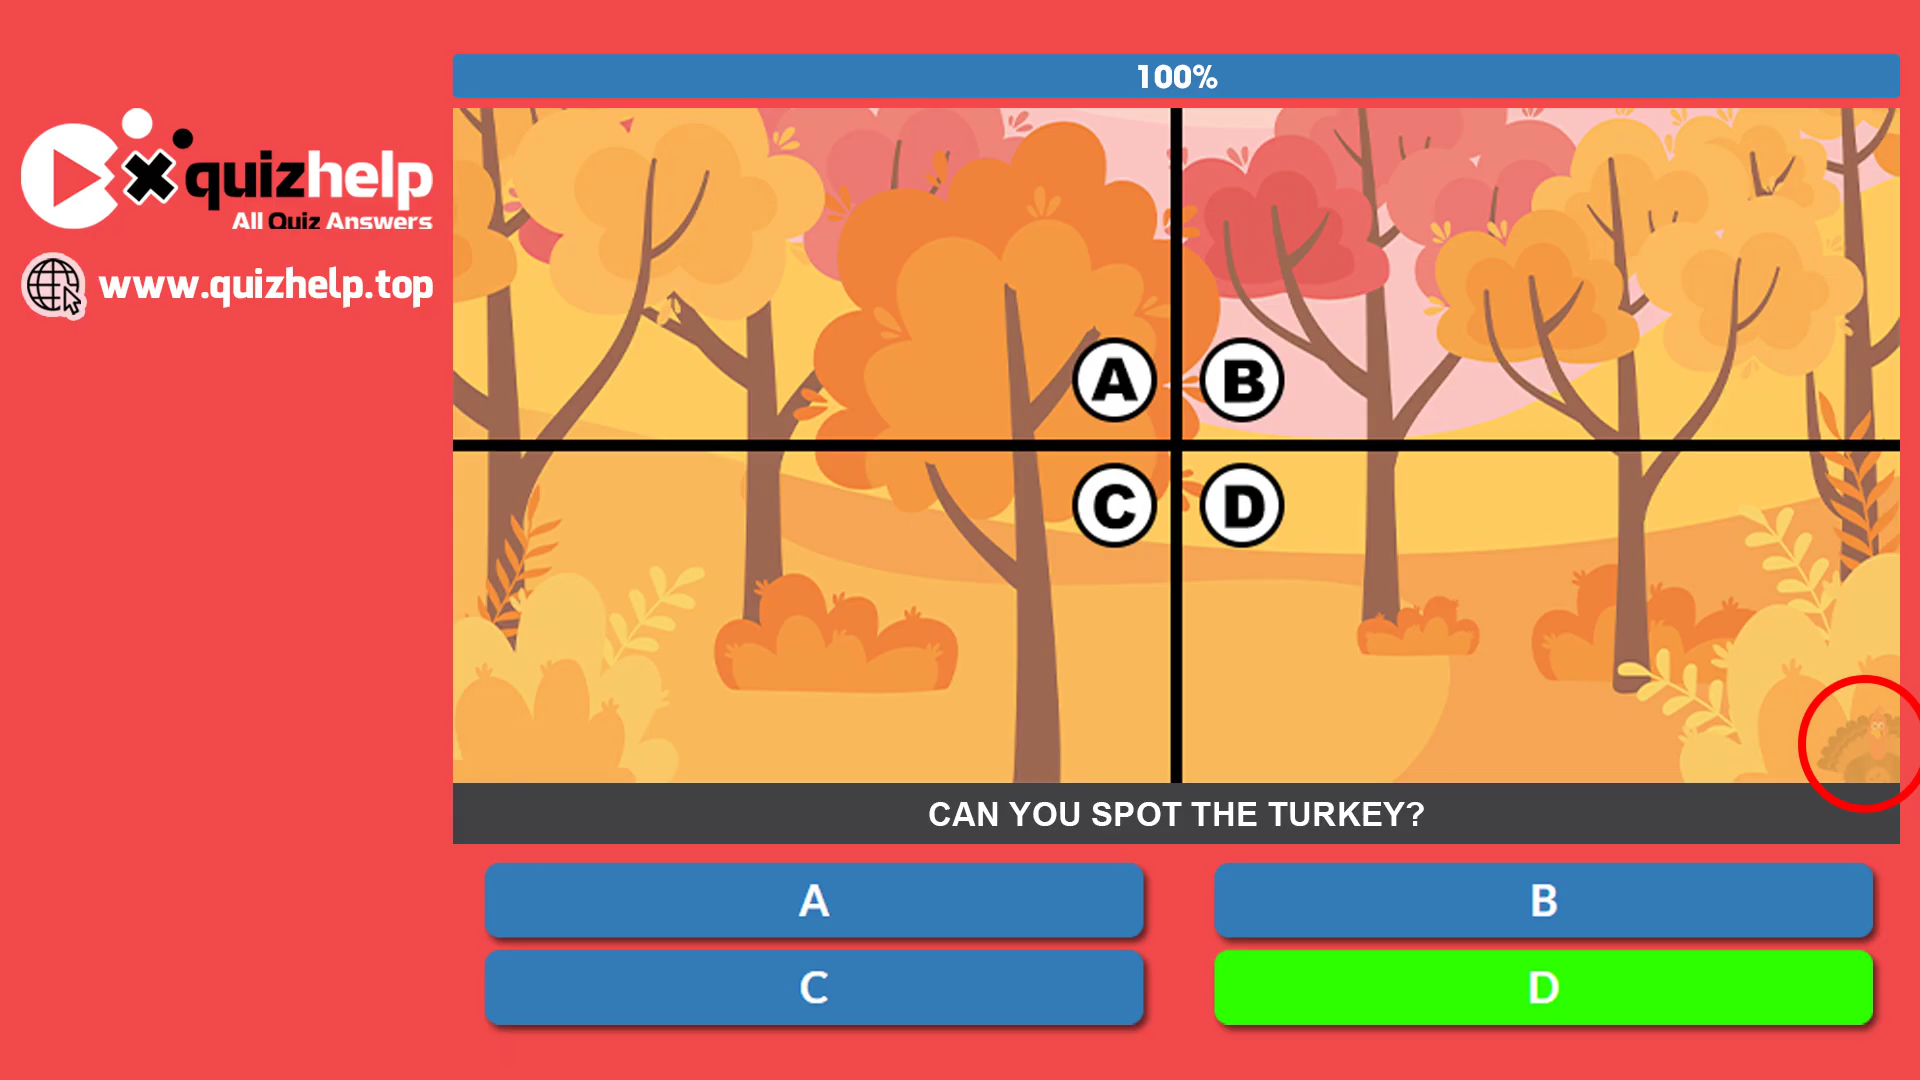 100%
quizhelp
All Quiz Answers
www.quizhelp.top
A
B
C
D
CAN YOU SPOT THE TURKEY?
A
B
C
D